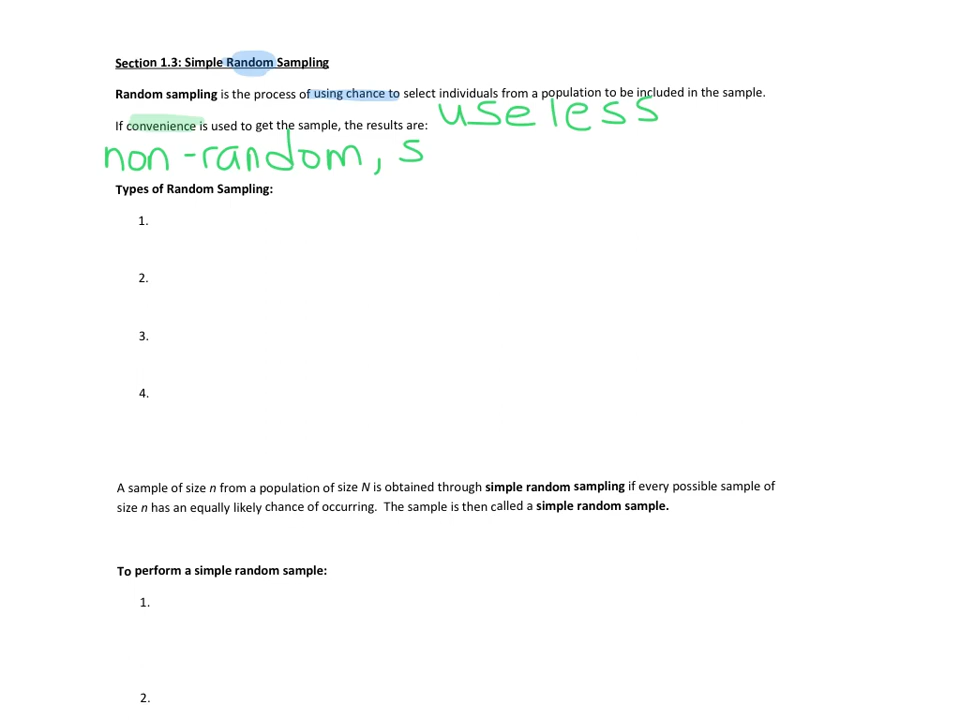 Section 1.3: Simple Random Sampling
Random sampling is the process of using chance to select individuals from a population to be included in the sample.
If convenience is used to get the sample, the results are: useless
non-random, s
Types of Random Sampling:
1.
2.
3.
4.
A sample of size n from a population of size N is obtained through simple random sampling if every possible sample of
size n has an equally likely chance of occurring. The sample is then called a simple random sample.
To perform a simple random sample:
1.
2.